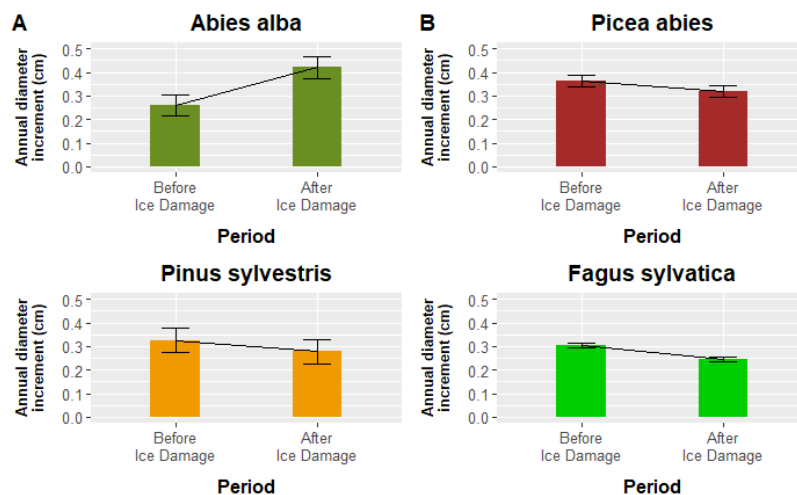 A
Abies alba
Annual diameter
increment (cm)
0.5
0.4
0.3
0.2
0.1
0.0
Before
Ice Damage
After
Ice Damage
Period
B
Picea abies
Annual diameter
increment (cm)
0.5
0.4
0.3
0.2
0.1
0.0
Before
Ice Damage
After
Ice Damage
Period
Pinus sylvestris
Annual diameter
increment (cm)
0.5
0.4
0.3
0.2
0.1
0.0
Before
Ice Damage
After
Ice Damage
Period
Fagus sylvatica
Annual diameter
increment (cm)
0.5
0.4
0.3
0.2
0.1
0.0
Before
Ice Damage
After
Ice Damage
Period